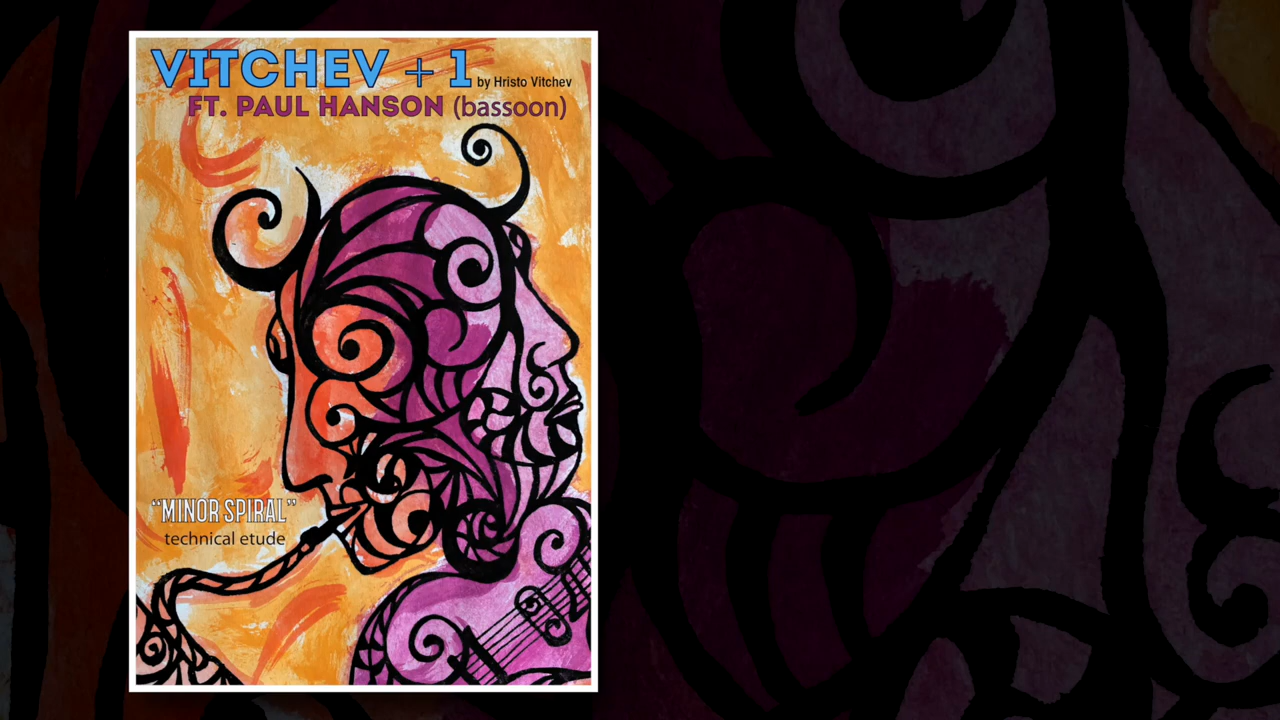 VITCHEV + 1 by Hristo Vitchev
FT. PAUL HANSON (bassoon)
“MINOR SPIRAL”
technical etude